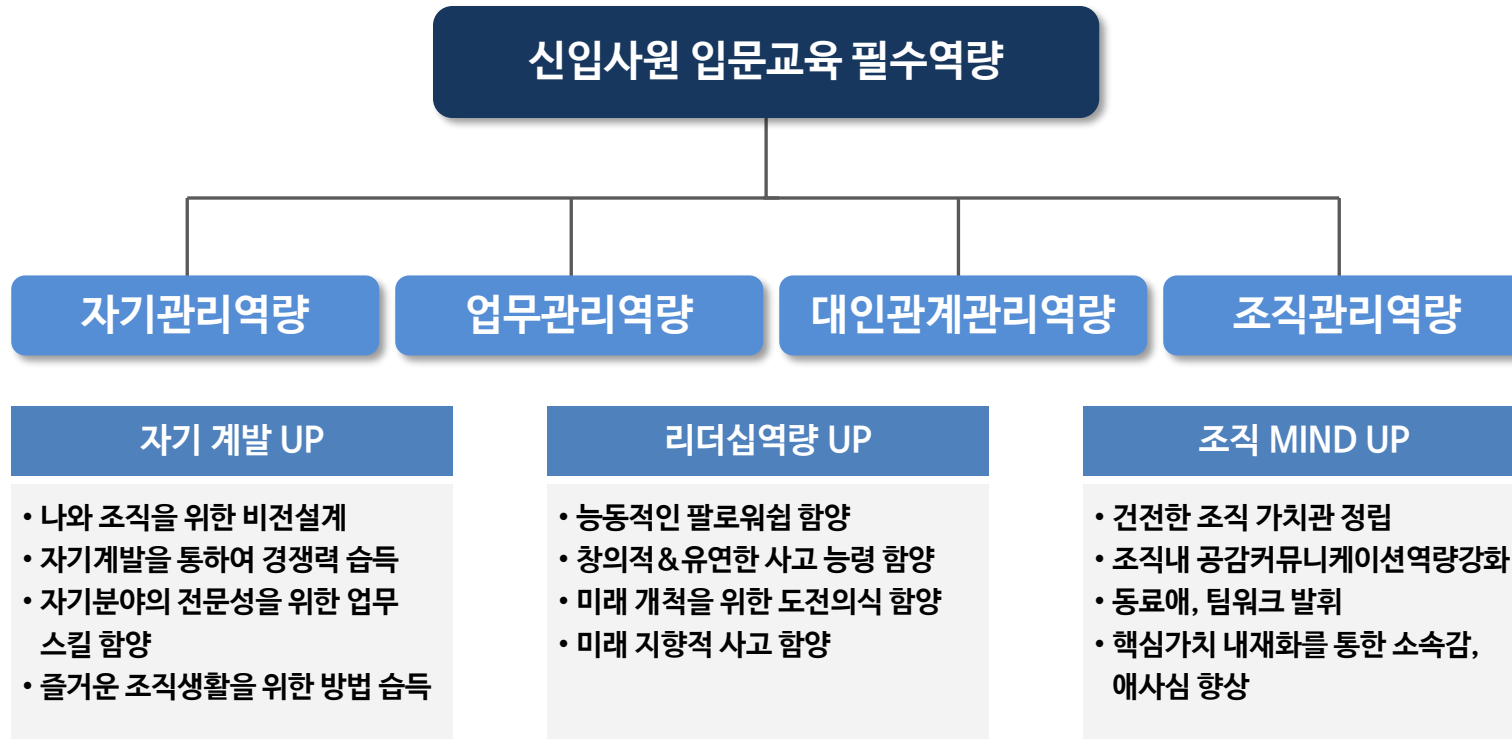 신입사원 입문교육 필수역량
자기관리역량
업무관리역량
대인관계관리역량
조직관리역량
자기 계발 UP
• 나와 조직을 위한 비전설계
• 자기계발을 통하여 경쟁력 습득
• 자기분야의 전문성을 위한 업무
스킬 함양
• 즐거운 조직생활을 위한 방법 습득
리더십역량 UP
• 능동적인 팔로워쉽 함양
• 창의적&유연한 사고 능력 함양
• 미래 개척을 위한 도전의식 함양
• 미래 지향적 사고 함양
조직 MIND UP
• 건전한 조직 가치관 정립
• 조직내 공감커뮤니케이션역량강화
• 동료애, 팀워크 발휘
• 핵심가치 내재화를 통한 소속감,
애사심 향상